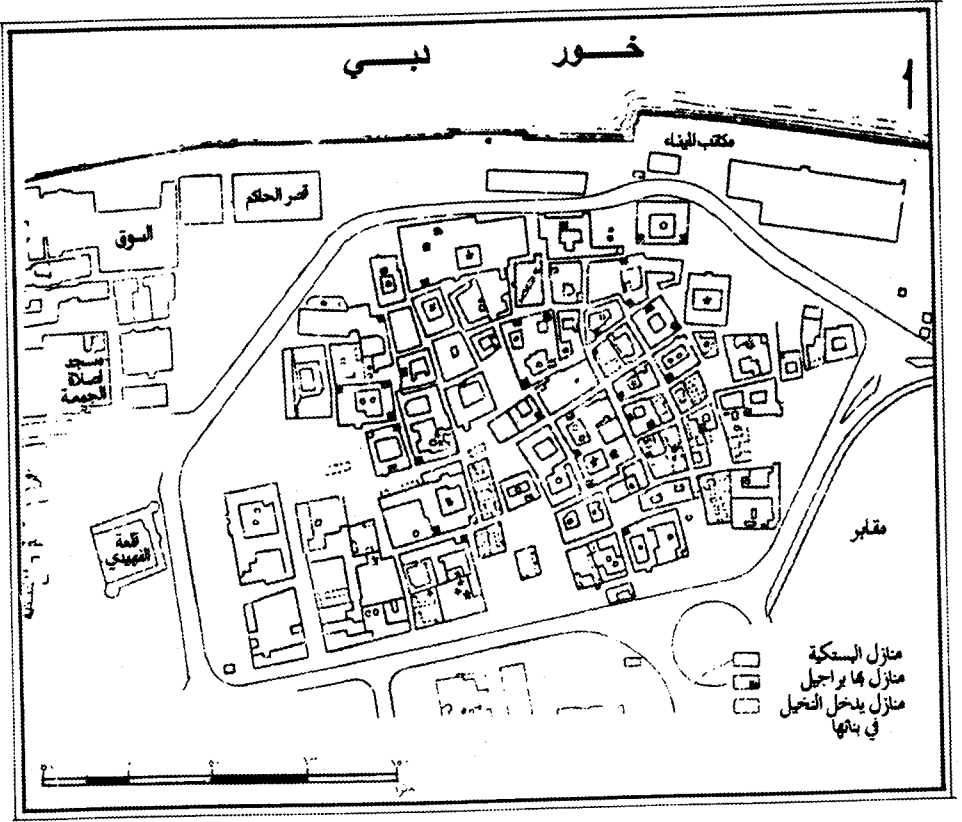 خور دبي
مكاتب الميناء
قصر الحاكم
السوق
مسجد
لصلاة
الجمعة
قلعة
الفهيدي
مقابر
منازل البستكية
منازل بها براجيل
منازل يدخل النخيل
في بنائها